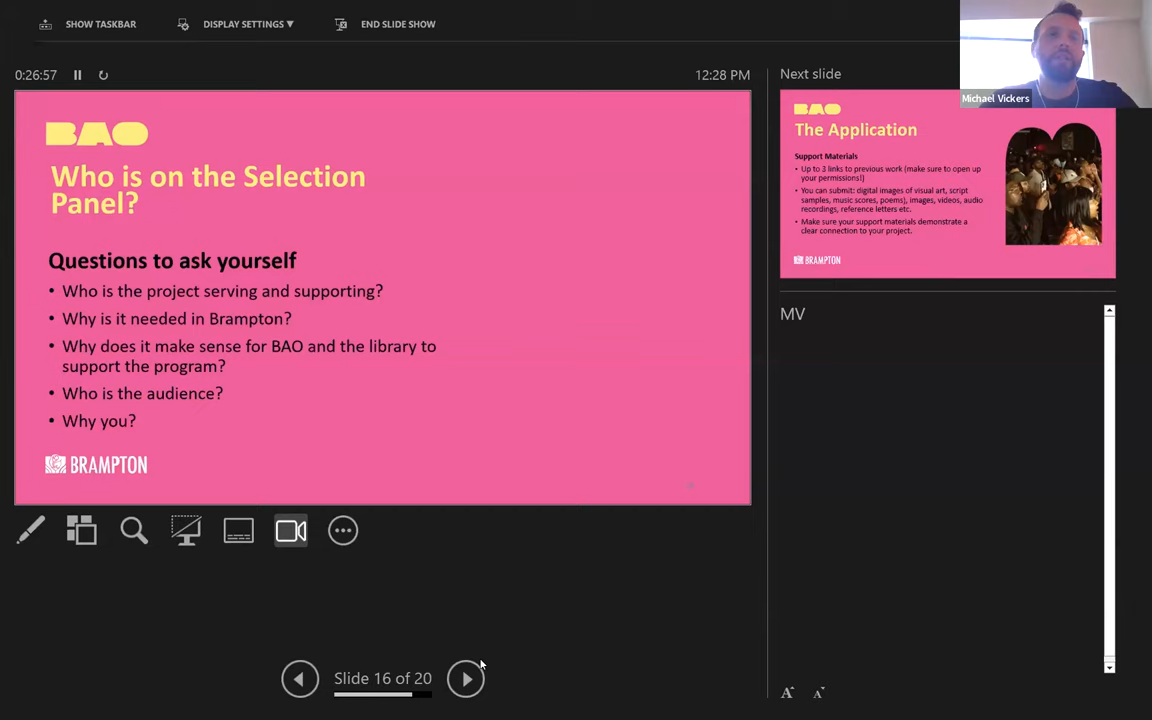 SHOW TASKBAR
DISPLAY SETTINGS ▼
END SLIDE SHOW
0:26:57
12:28 PM
BAO
Who is on the Selection
Panel?
Questions to ask yourself
• Who is the project serving and supporting?
• Why is it needed in Brampton?
• Why does it make sense for BAO and the library to
support the program?
• Who is the audience?
• Why you?
BRAMPTON
Slide 16 of 20
Next slide
Michael Vickers
BAO
The Application
Support Materials
• Up to 3 links to previous work (make sure to open up
your permissions!)
• You can submit: digital images of visual art, script
samples, music scores, poems), images, videos, audio
recordings, reference letters etc.
• Make sure your support materials demonstrate a
clear connection to your project.
BRAMPTON
MV
A A